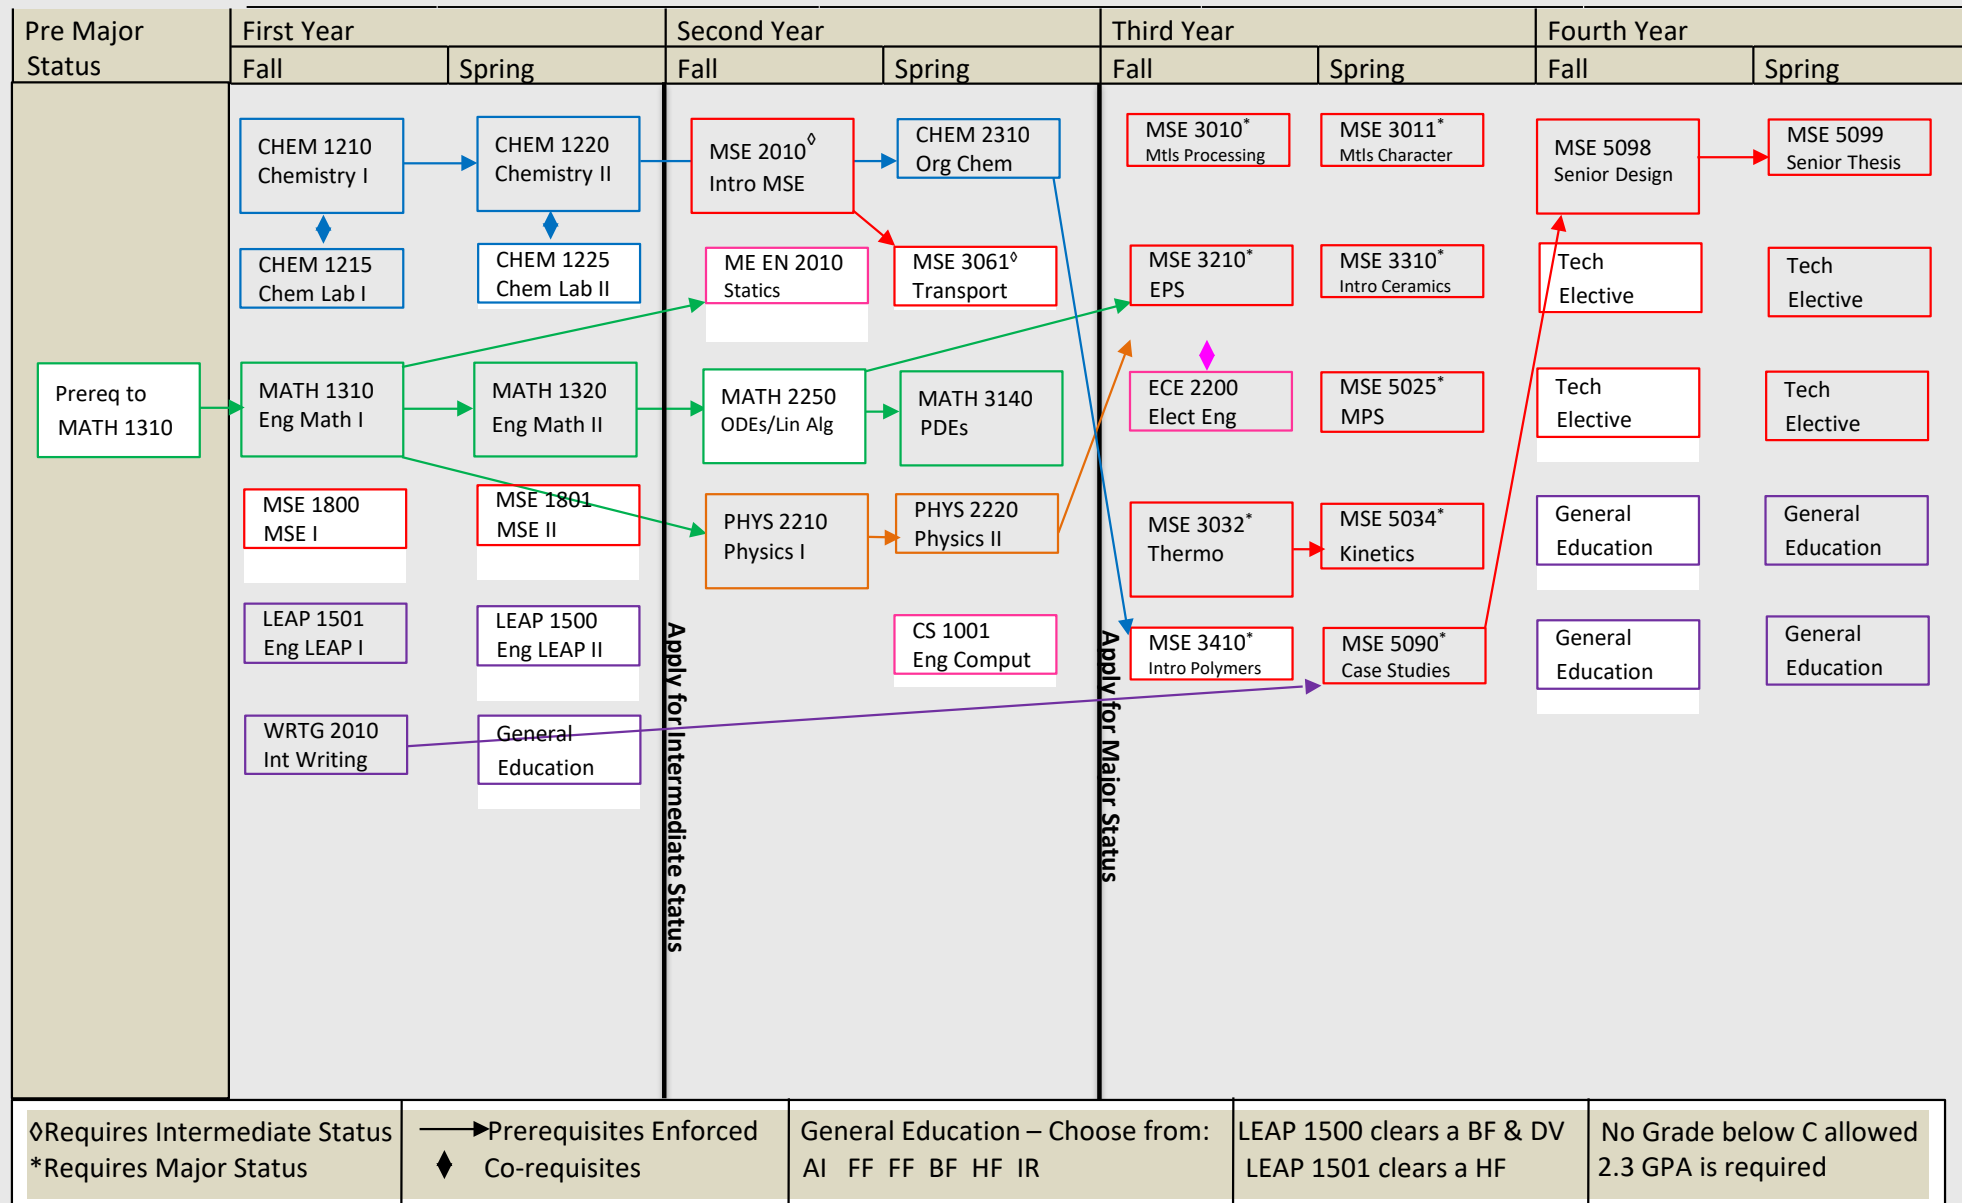 Pre Major
Status
First Year
Second Year
Third Year
Fourth Year
Fall
Spring
Fall
Spring
Fall
Spring
Fall
Spring
Prereq to
MATH 1310
CHEM 1210
Chemistry I
CHEM 1215
Chem Lab I
MATH 1310
Eng Math I
MSE 1800
MSE I
LEAP 1501
Eng LEAP I
WRTG 2010
Int Writing
CHEM 1220
Chemistry II
CHEM 1225
Chem Lab II
MATH 1320
Eng Math II
MSE 1801
MSE II
LEAP 1500
Eng LEAP II
General
Education
Apply for Intermediate Status
MSE 2010◊
Intro MSE
ME EN 2010
Statics
MATH 2250
ODEs/Lin Alg
PHYS 2210
Physics I
CHEM 2310
Org Chem
MSE 3061◊
Transport
MATH 3140
PDEs
PHYS 2220
Physics II
CS 1001
Eng Comput
Apply for Major Status
MSE 3010*
Mtls Processing
MSE 3210*
EPS
ECE 2200
Elect Eng
MSE 3032*
Thermo
MSE 3410*
Intro Polymers
MSE 3011*
Mtls Character
MSE 3310*
Intro Ceramics
MSE 5025*
MPS
MSE 5034*
Kinetics
MSE 5090*
Case Studies
MSE 5098
Senior Design
Tech
Elective
Tech
Elective
General
Education
General
Education
MSE 5099
Senior Thesis
Tech
Elective
Tech
Elective
General
Education
General
Education
◊Requires Intermediate Status
*Requires Major Status
Prerequisites Enforced
Co-requisites
General Education – Choose from:
AI FF FF BF HF IR
LEAP 1500 clears a BF & DV
LEAP 1501 clears a HF
No Grade below C allowed
2.3 GPA is required